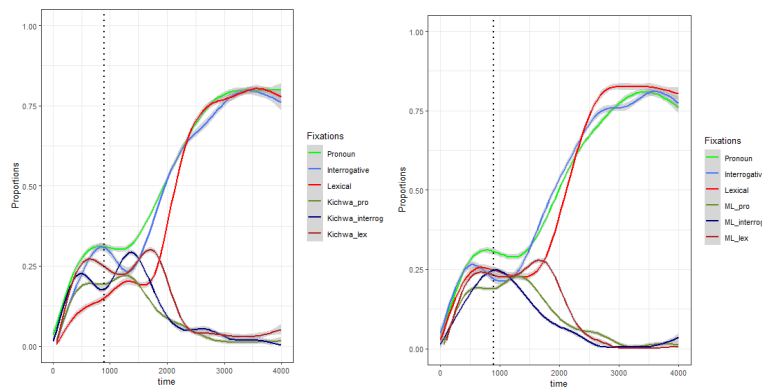 1.00
0.75
0.50
0.25
0.00
Proportions
0
1000
2000
3000
4000
time
Fixations
Pronoun
Interrogative
Lexical
Kichwa_pro
Kichwa_interrog
Kichwa_lex
1.00
0.75
0.50
0.25
0.00
Proportions
0
1000
2000
3000
4000
time
Fixations
Pronoun
Interrogative
Lexical
ML_pro
ML_interrog
ML_lex